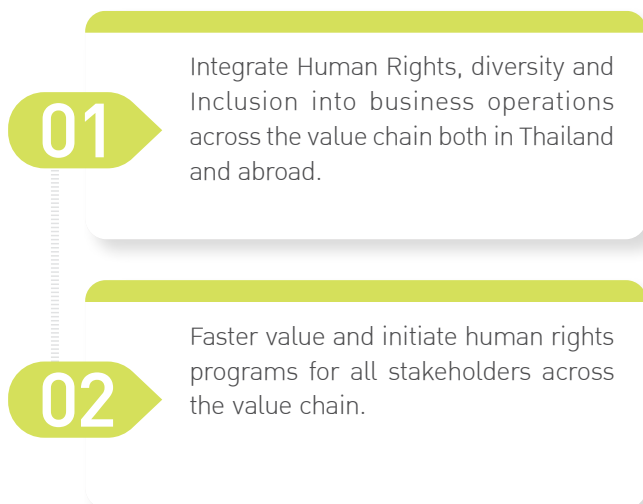 01
Integrate Human Rights, diversity and
Inclusion into business operations
across the value chain both in Thailand
and abroad.
02
Faster value and initiate human rights
programs for all stakeholders across
the value chain.